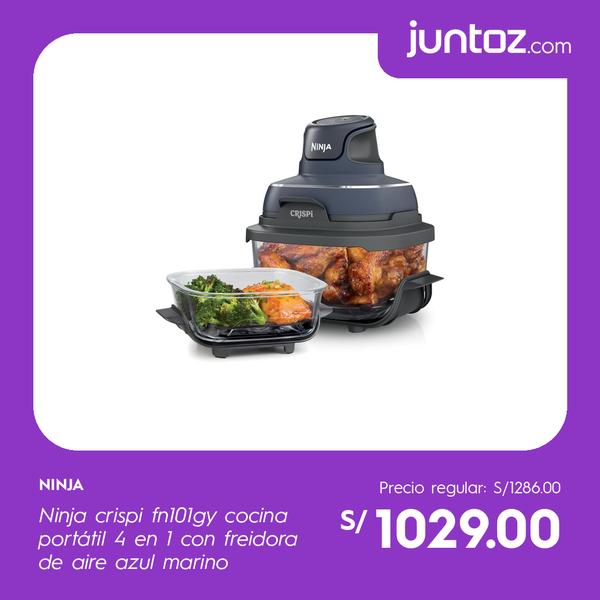 juntoz.com
NINJA
CRISPi
NINJA
Ninja crispi fn101gy cocina
portátil 4 en 1 con freidora
de aire azul marino
Precio regular: S/1286.00
S/ 1029.00